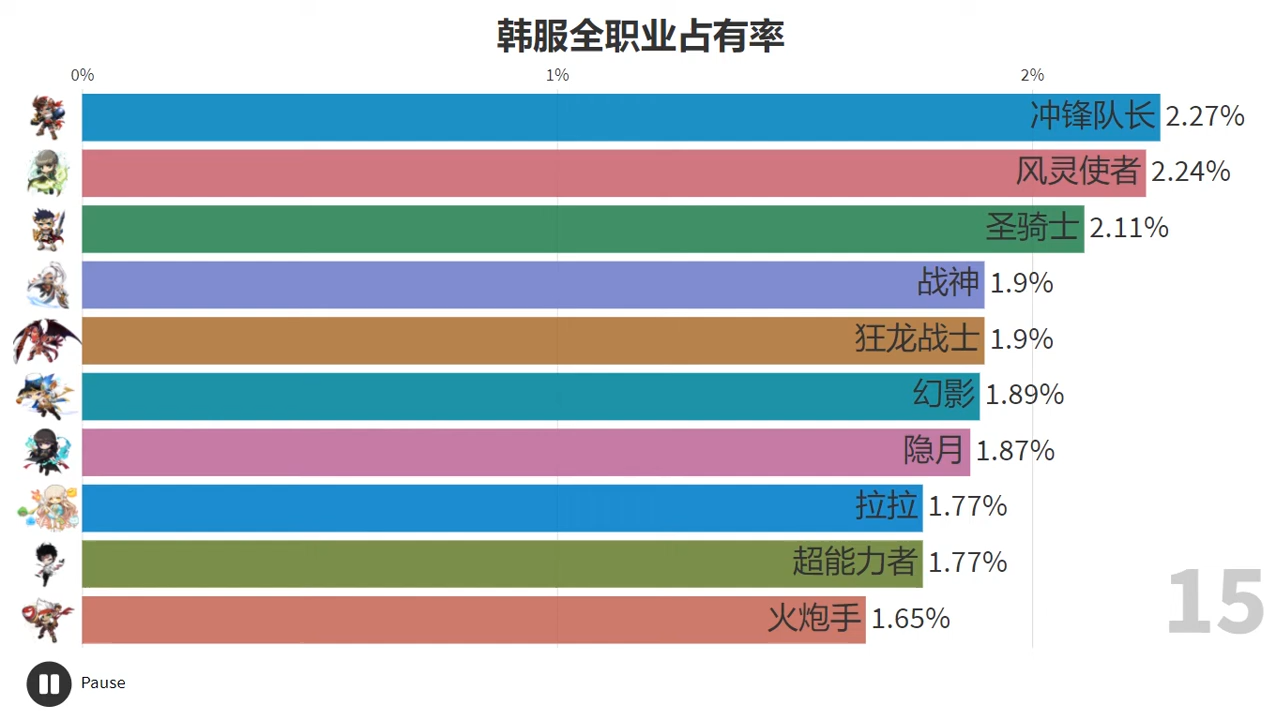 韩服全职业占有率
0% 1% 2%
冲锋队长 2.27%
风灵使者 2.24%
圣骑士 2.11%
战神 1.9%
狂龙战士 1.9%
幻影 1.89%
隐月 1.87%
拉拉 1.77%
超能力者 1.77%
火炮手 1.65%
15
Pause